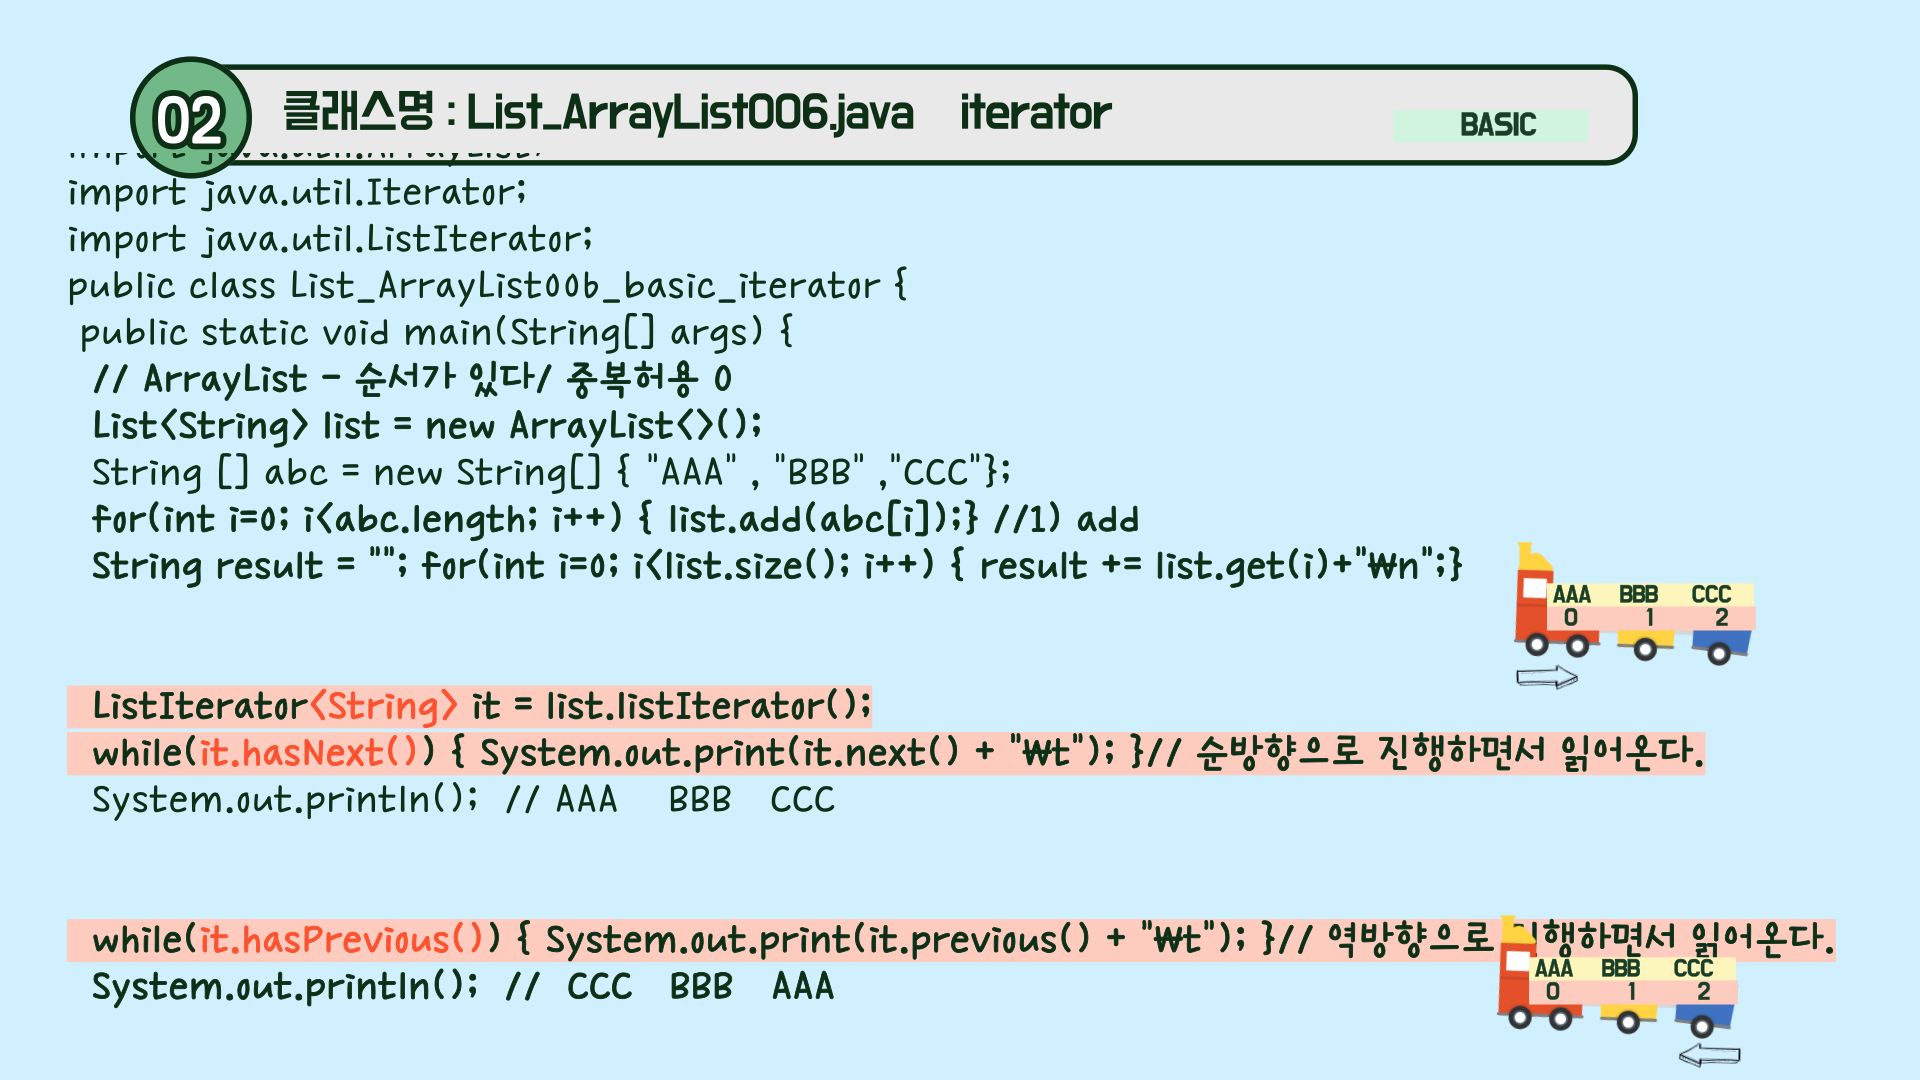 02
클래스명 : List_ArrayList006.java iterator
BASIC
import java.util.ArrayList;
import java.util.Iterator;
import java.util.ListIterator;
public class List_ArrayList006_basic_iterator {
public static void main(String[] args) {
// ArrayList - 순서가 있다/ 중복허용 O
List<String> list = new ArrayList<>();
String [] abc = new String[] { "AAA" , "BBB" ,"CCC"};
for(int i=0; i<abc.length; i++) { list.add(abc[i]);} //1) add
String result = ""; for(int i=0; i<list.size(); i++) { result += list.get(i)+"₩n";}
AAA BBB CCC
0 1 2
ListIterator<String> it = list.listIterator();
while(it.hasNext()) { System.out.print(it.next() + "₩t"); }// 순방향으로 진행하면서 읽어온다.
System.out.println(); // AAA BBB CCC
while(it.hasPrevious()) { System.out.print(it.previous() + "₩t"); }// 역방향으로 진행하면서 읽어온다.
AAA BBB CCC
0 1 2
System.out.println(); // CCC BBB AAA